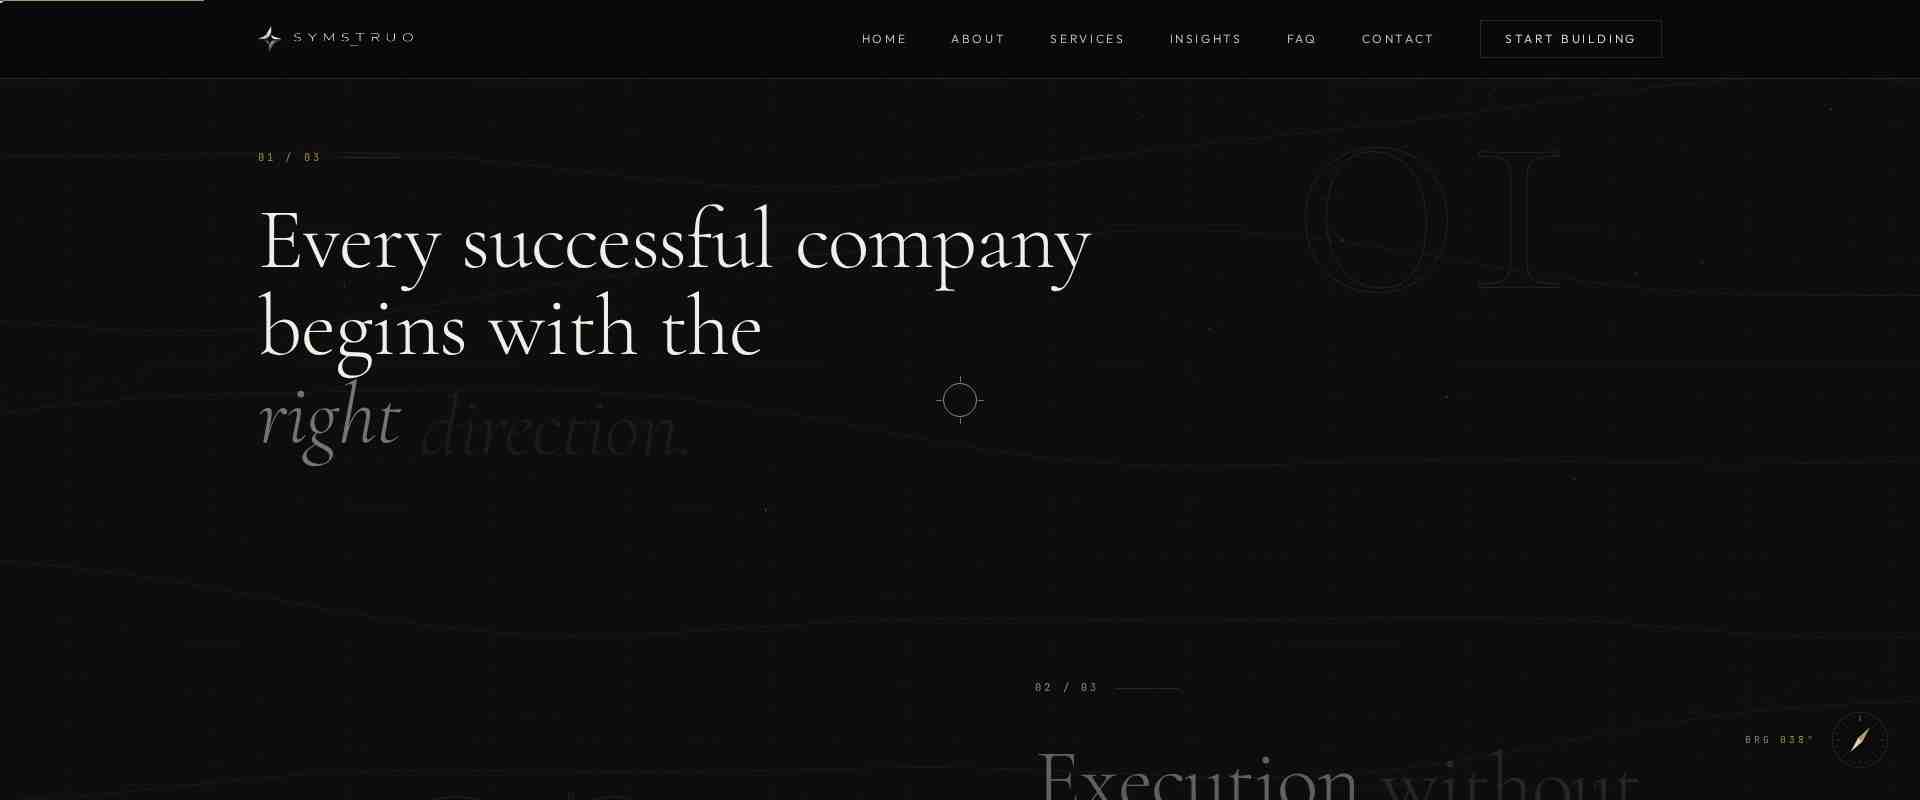 SYMSTRUO
HOME ABOUT SERVICES INSIGHTS FAQ CONTACT START BUILDING
01 / 03
01
Every successful company
begins with the
right direction.
02 / 03
Execution without
BRG 038°